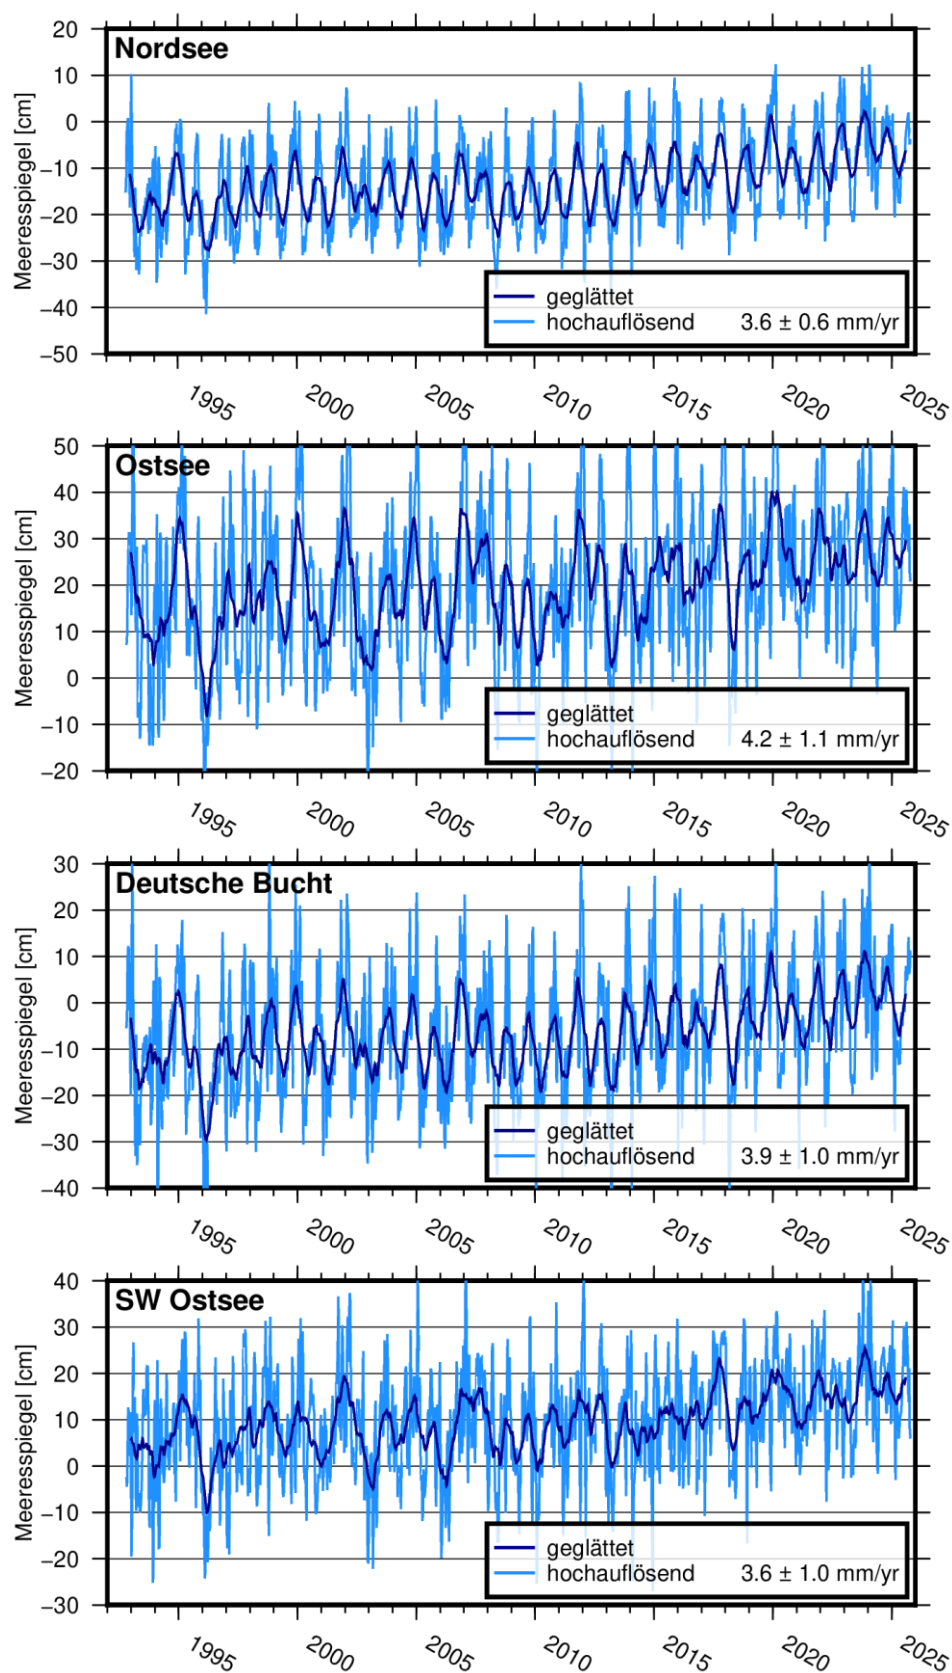 Nordsee
Meeresspiegel [cm]
20
10
0
−10
−20
−30
−40
−50
geglättet
hochauflösend 3.6 ± 0.6 mm/yr
1995 2000 2005 2010 2015 2020 2025
Ostsee
Meeresspiegel [cm]
50
40
30
20
10
0
−10
−20
geglättet
hochauflösend 4.2 ± 1.1 mm/yr
1995 2000 2005 2010 2015 2020 2025
Deutsche Bucht
Meeresspiegel [cm]
30
20
10
0
−10
−20
−30
−40
geglättet
hochauflösend 3.9 ± 1.0 mm/yr
1995 2000 2005 2010 2015 2020 2025
SW Ostsee
Meeresspiegel [cm]
40
30
20
10
0
−10
−20
−30
geglättet
hochauflösend 3.6 ± 1.0 mm/yr
1995 2000 2005 2010 2015 2020 2025